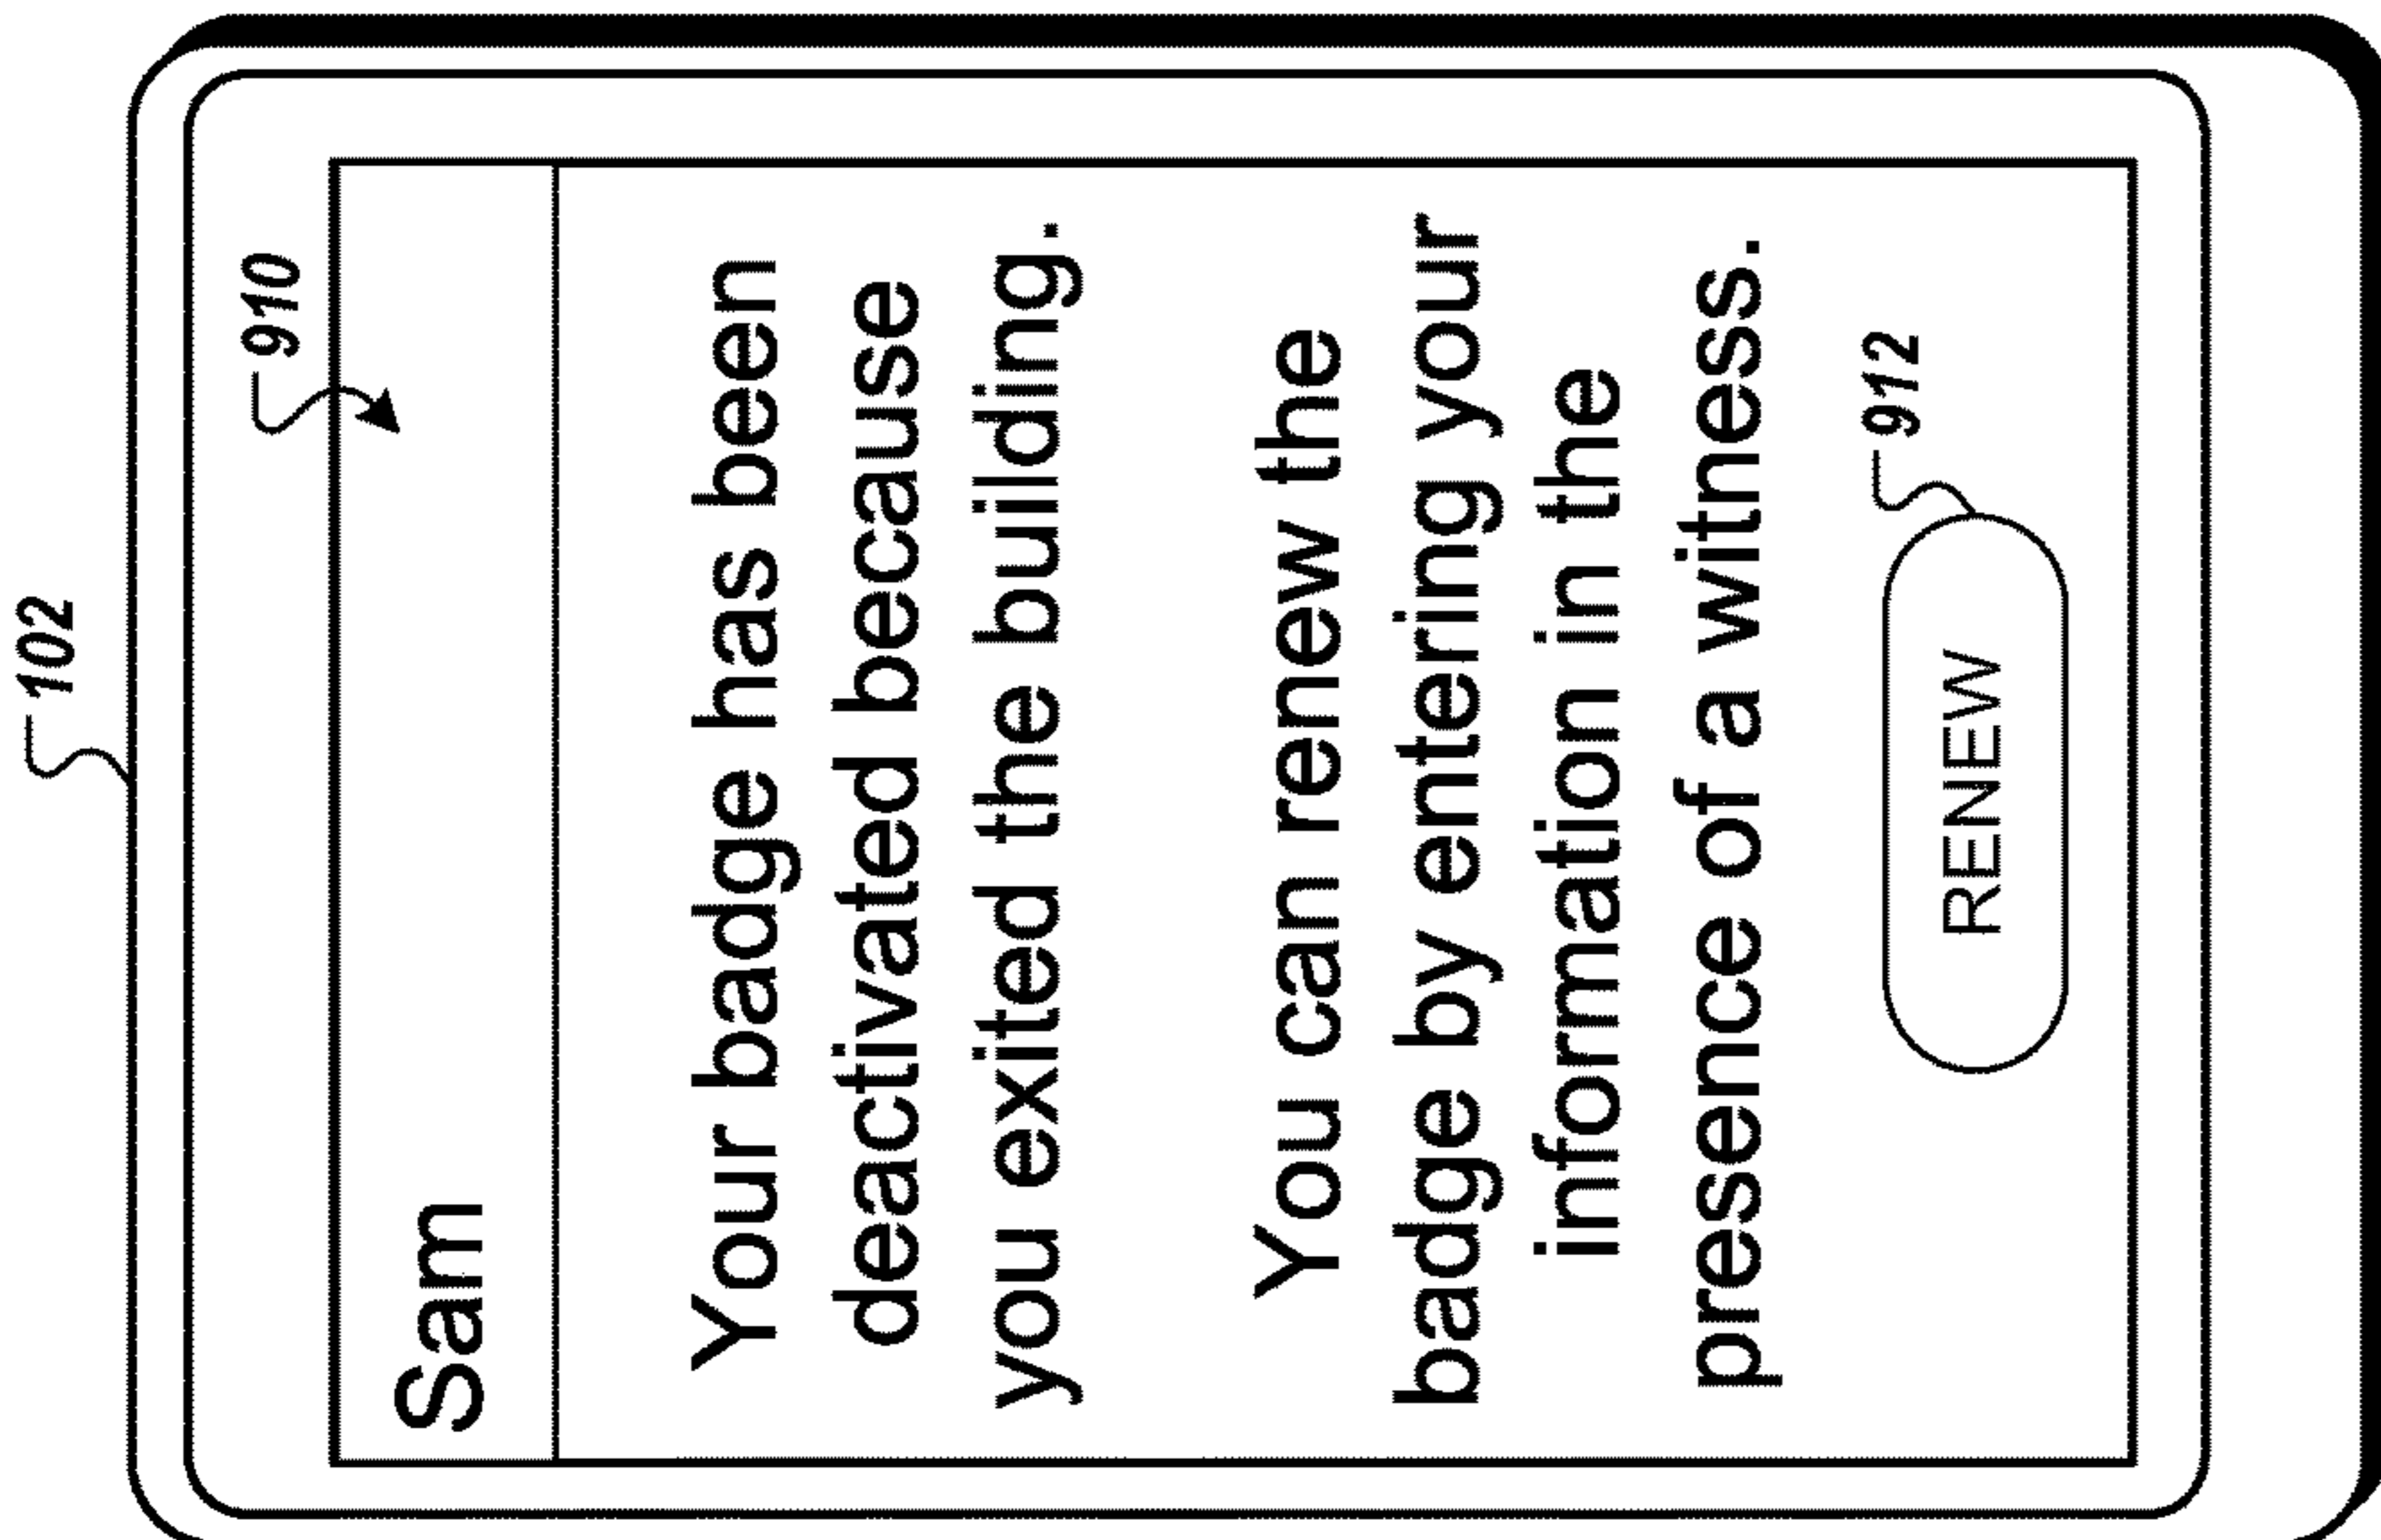 102
910
Sam
Your badge has been
deactivated because
you exited the building.
You can renew the
badge by entering your
information in the
presence of a witness.
912
RENEW